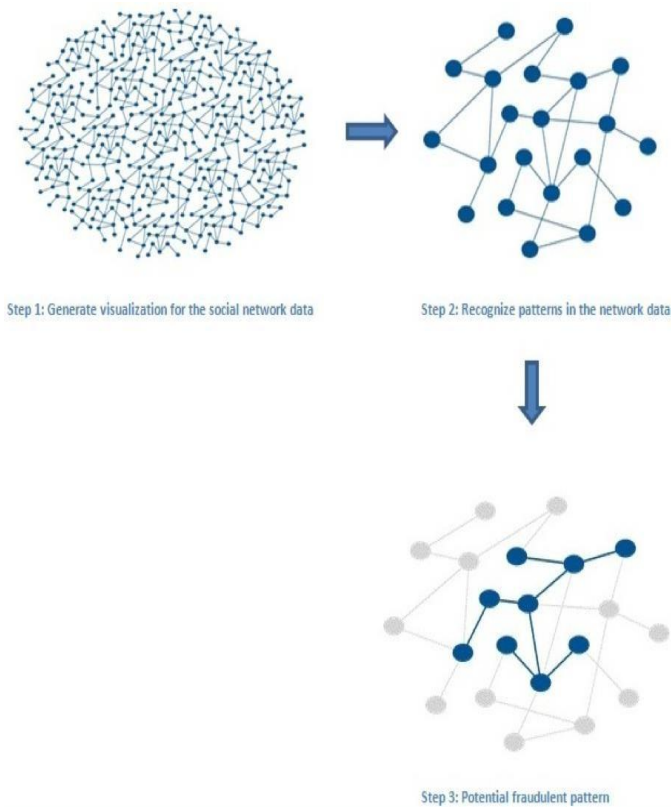 Step 1: Generate visualization for the social network data
Step 2: Recognize patterns in the network data
Step 3: Potential fraudulent pattern